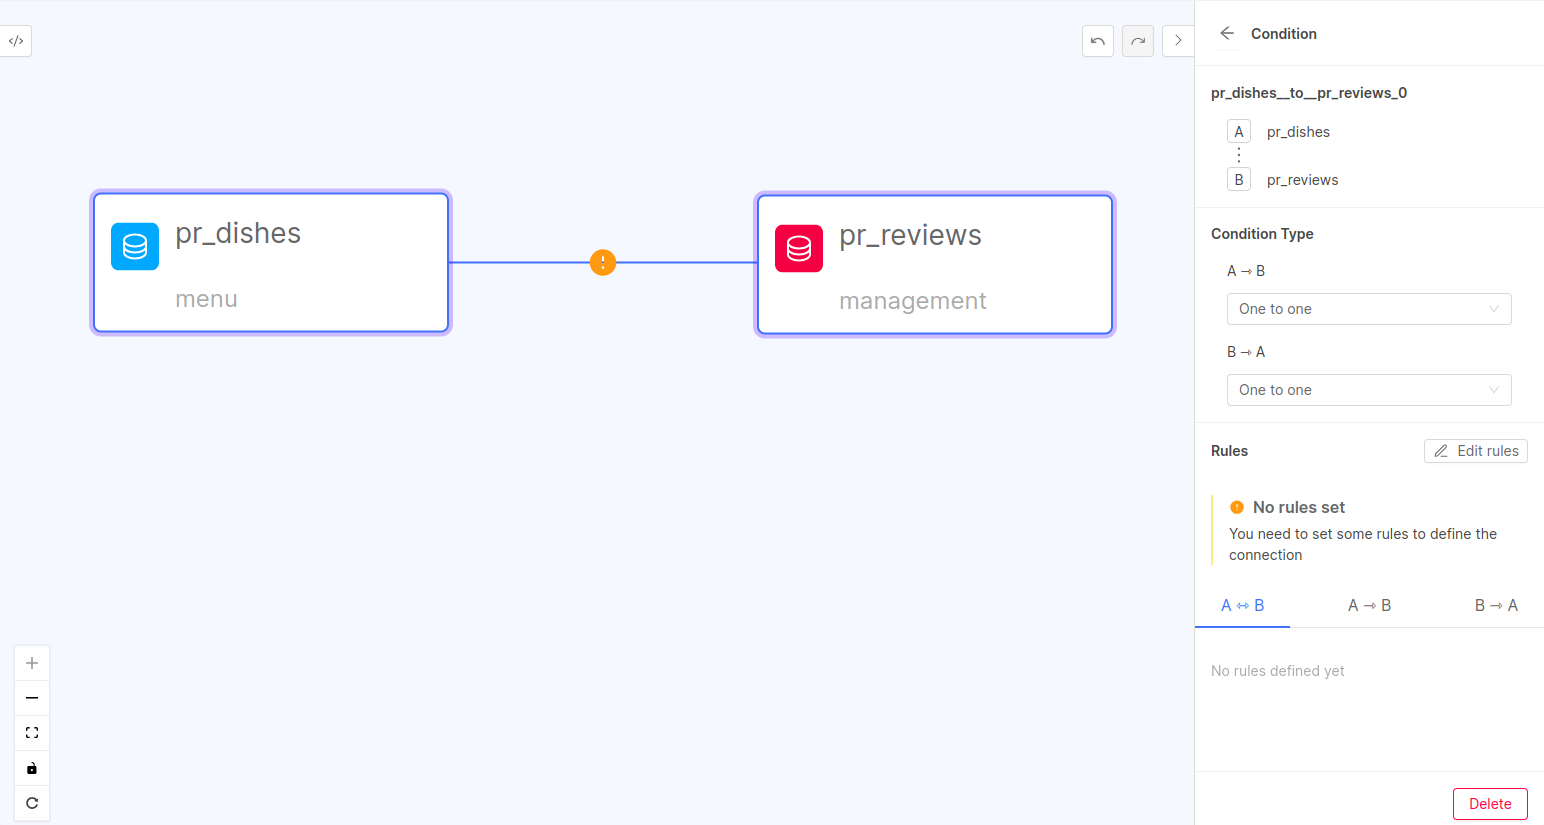 </>
pr_dishes
menu
pr_reviews
management
Condition
pr_dishes__to__pr_reviews_0
A pr_dishes
B pr_reviews
Condition Type
A → B
One to one
B → A
One to one
Rules
Edit rules
No rules set
You need to set some rules to define the
connection
A ↔ B A → B B → A
No rules defined yet
Delete